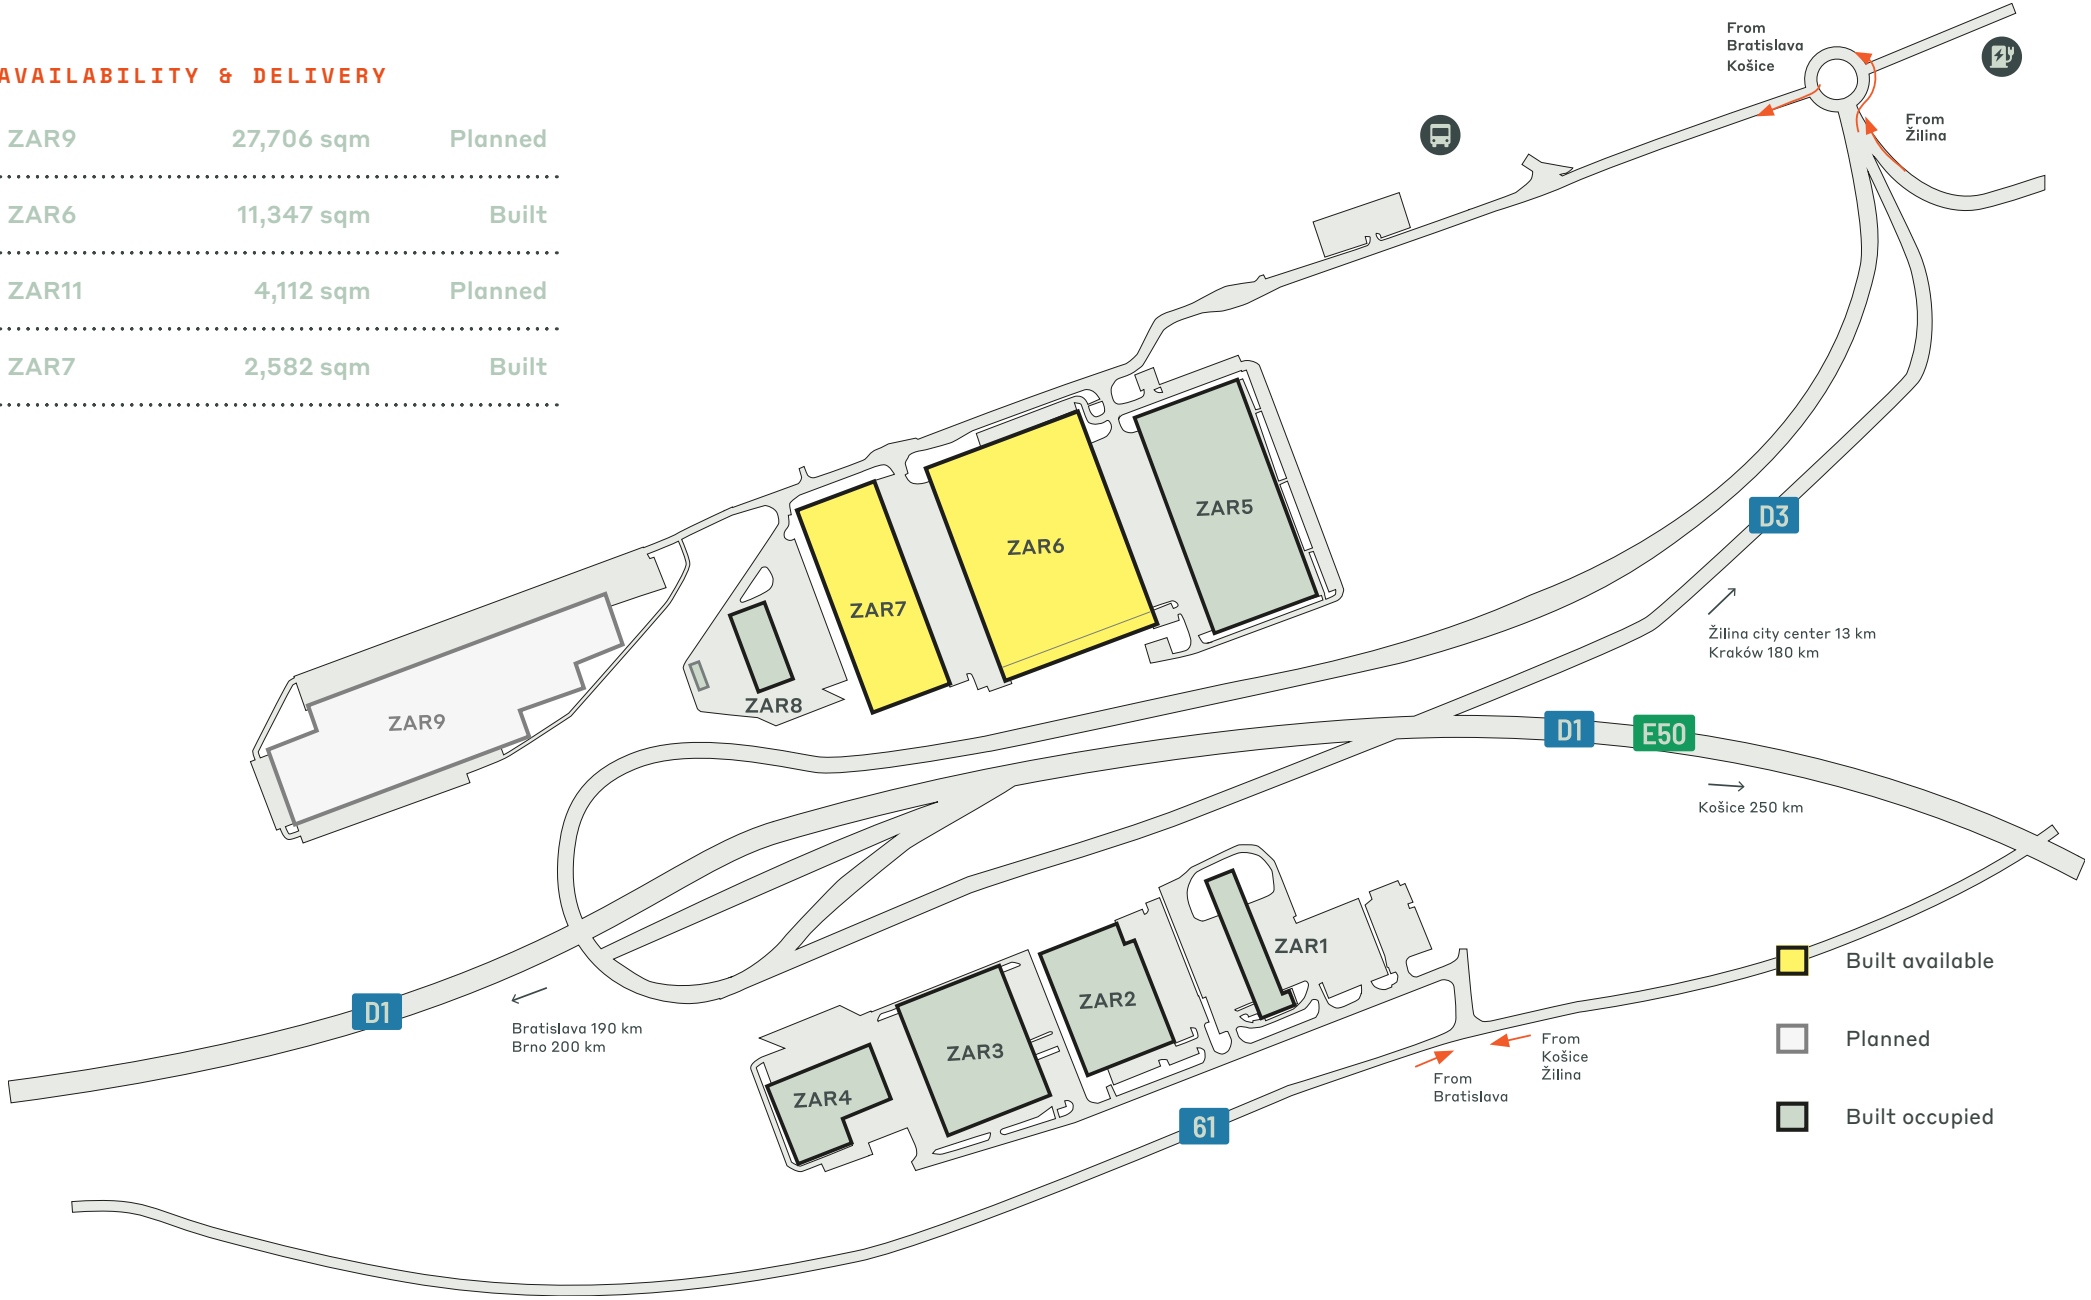 AVAILABILITY & DELIVERY
ZAR9 27,706 sqm Planned
ZAR6 11,347 sqm Built
ZAR11 4,112 sqm Planned
ZAR7 2,582 sqm Built
From
Bratislava
Košice
From
Žilina
ZAR5
ZAR6
ZAR7
ZAR8
ZAR9
D3
Žilina city center 13 km
Kraków 180 km
D1
E50
Košice 250 km
D1
Bratislava 190 km
Brno 200 km
ZAR1
ZAR2
ZAR3
ZAR4
61
From
Bratislava
From
Košice
Žilina
Built available
Planned
Built occupied